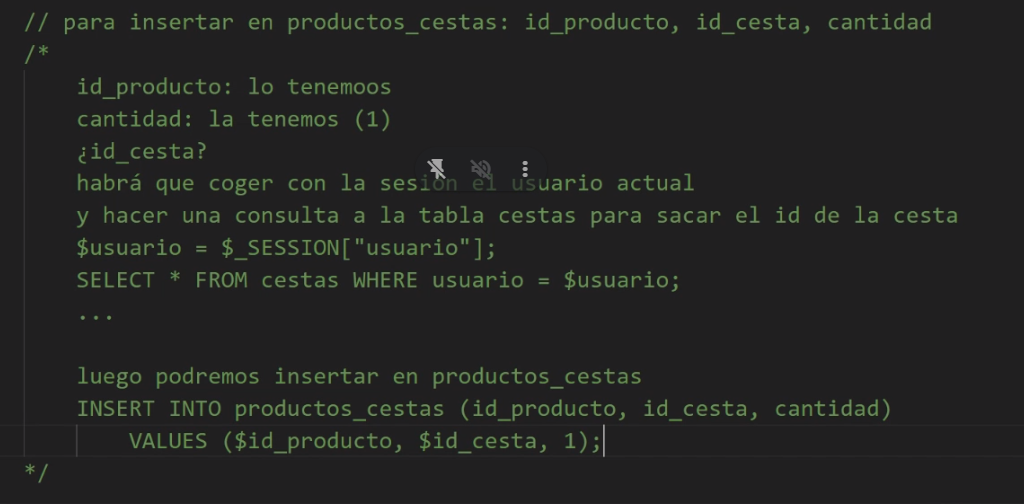 // para insertar en productos_cestas: id_producto, id_cesta, cantidad
/*
id_producto: lo tenemoos
cantidad: la tenemos (1)
¿id_cesta?
habrá que coger con la sesión el usuario actual
y hacer una consulta a la tabla cestas para sacar el id de la cesta
$usuario = $_SESSION["usuario"];
SELECT * FROM cestas WHERE usuario = $usuario;
...
luego podremos insertar en productos_cestas
INSERT INTO productos_cestas (id_producto, id_cesta, cantidad)
VALUES ($id_producto, $id_cesta, 1);
*/